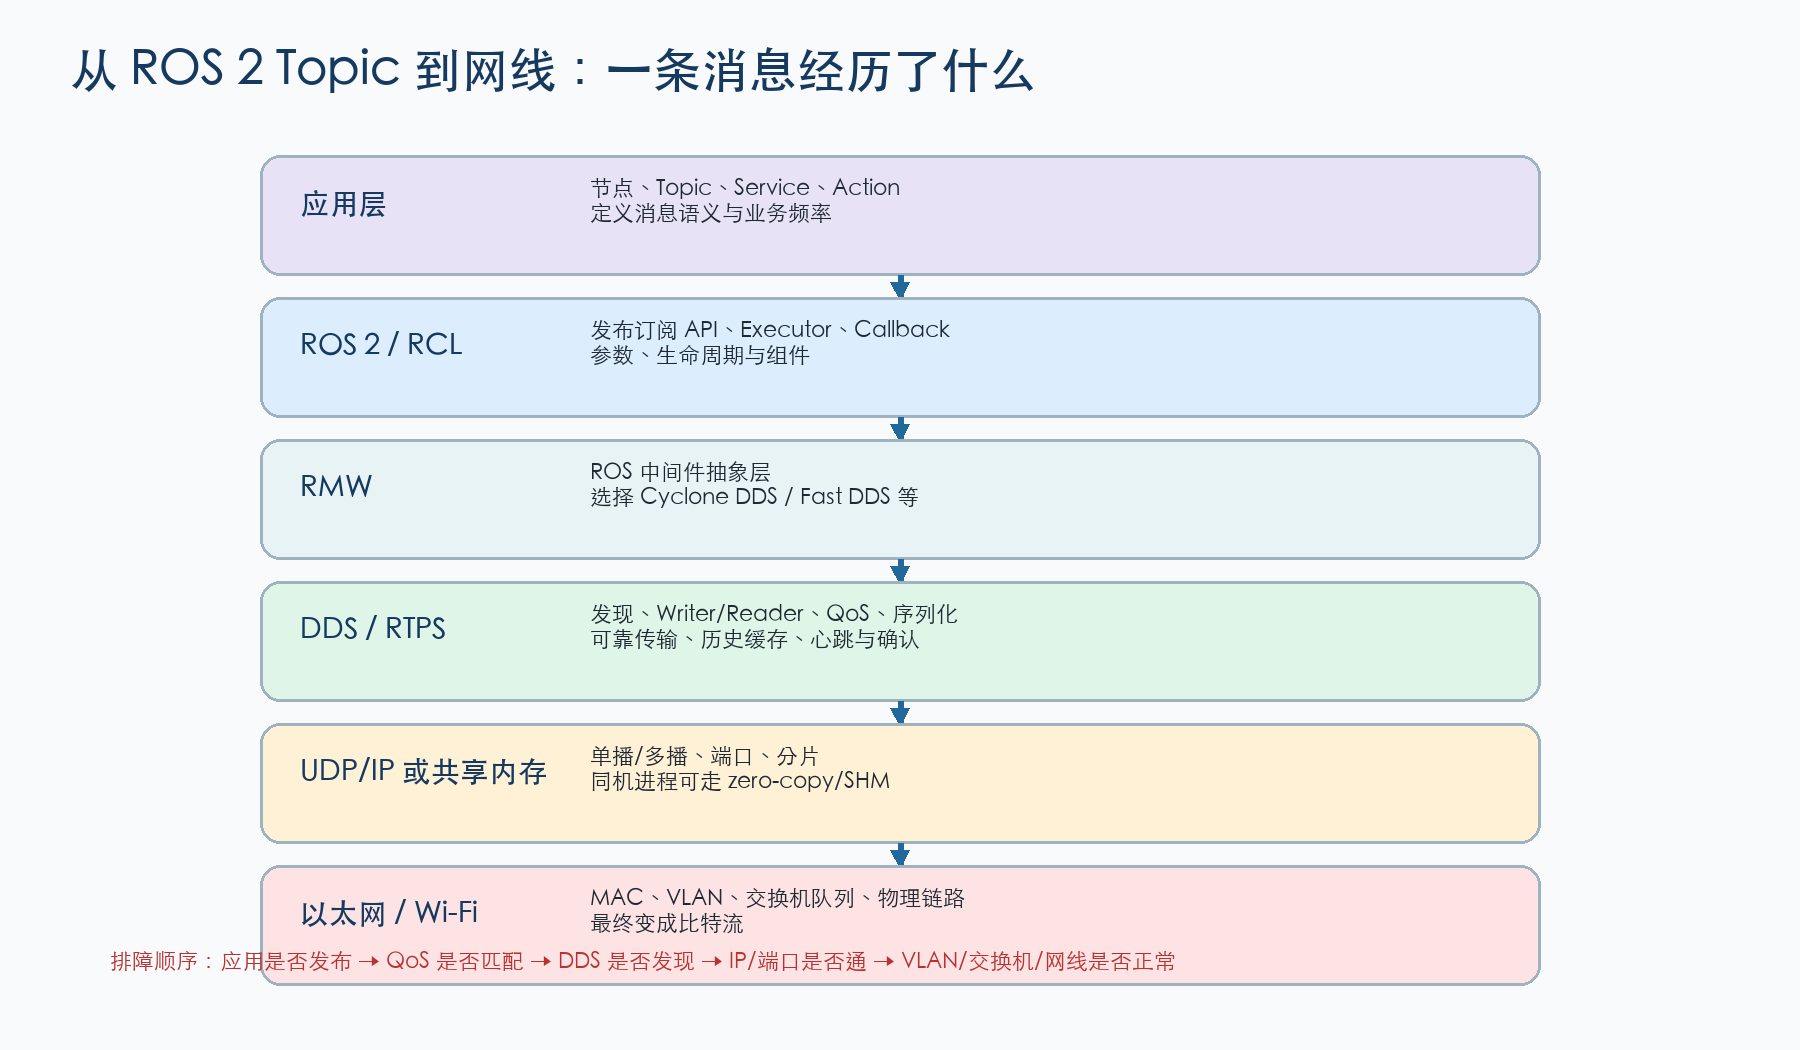 从 ROS 2 Topic 到网线：一条消息经历了什么
应用层
节点、Topic、Service、Action
定义消息语义与业务频率
ROS 2 / RCL
发布订阅 API、Executor、Callback
参数、生命周期与组件
RMW
ROS 中间件抽象层
选择 Cyclone DDS / Fast DDS 等
DDS / RTPS
发现、Writer/Reader、QoS、序列化
可靠传输、历史缓存、心跳与确认
UDP/IP 或共享内存
单播/多播、端口、分片
同机进程可走 zero-copy/SHM
以太网 / Wi-Fi
MAC、VLAN、交换机队列、物理链路
最终变成比特流
排障顺序：应用是否发布 → QoS 是否匹配 → DDS 是否发现 → IP/端口是否通 → VLAN/交换机/网线是否正常